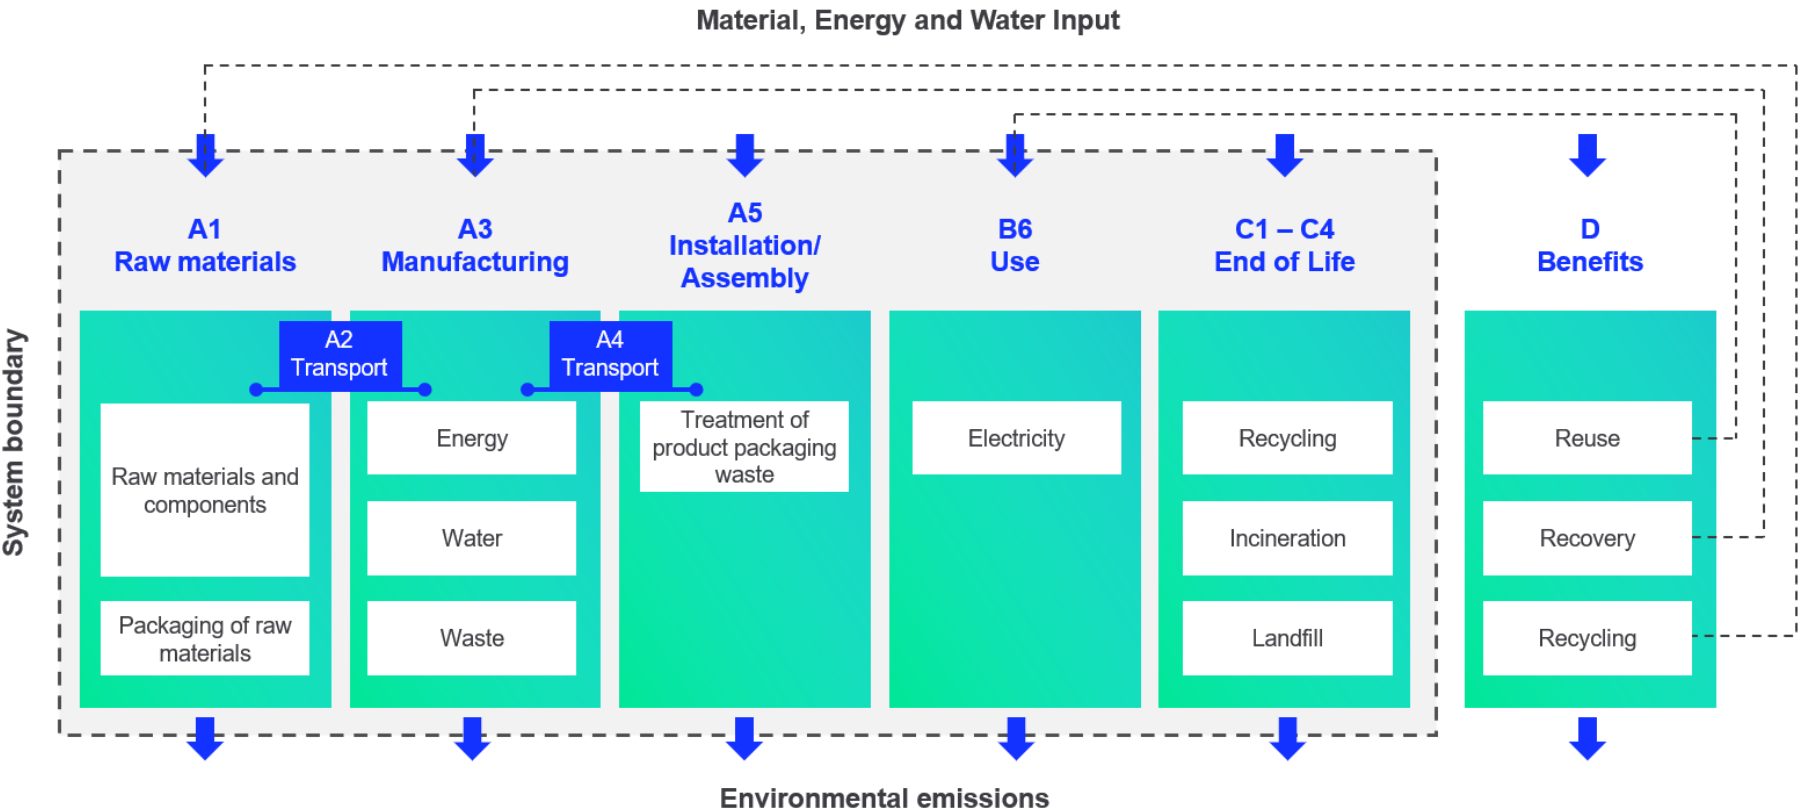 Material, Energy and Water Input
System boundary
A1
Raw materials
A3
Manufacturing
A5
Installation/
Assembly
B6
Use
C1 – C4
End of Life
D
Benefits
A2
Transport
A4
Transport
Raw materials and
components
Packaging of raw
materials
Energy
Water
Waste
Treatment of
product packaging
waste
Electricity
Recycling
Incineration
Landfill
Reuse
Recovery
Recycling
Environmental emissions